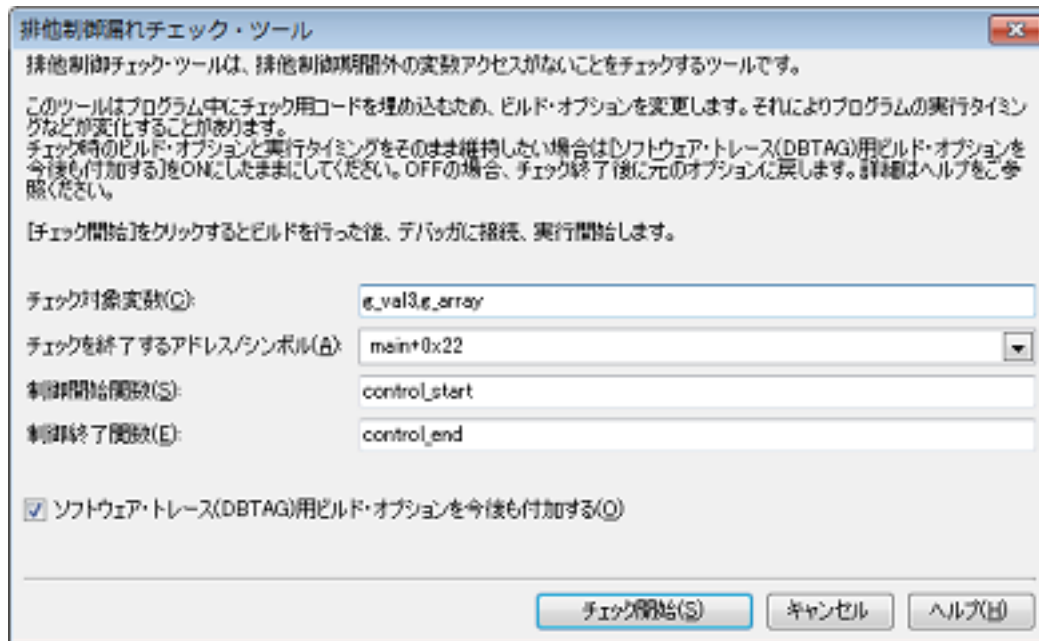 排他制御漏れチェック・ツール
排他制御チェック・ツールは、排他制御期間外の変数アクセスがないことをチェックするツールです。
このツールはプログラム中にチェック用コードを埋め込むため、ビルド・オプションを変更します。それによりプログラムの実行タイミン
グなどが変化することがあります。
チェック時のビルド・オプションと実行タイミングをそのまま維持したい場合は[ソフトウェア・トレース(DBTAG)用ビルド・オプションを
今後も付加する]をONにしたままにしてください。OFFの場合、チェック終了後に元のオプションに戻します。詳細はヘルプをご参
照ください。
[チェック開始]をクリックするとビルドを行った後、デバッガに接続、実行開始します。
チェック対象変数(C):
g_val3,g_array
チェックを終了するアドレス/シンボル(A):
main+0x22
制御開始関数(S):
control_start
制御終了関数(E):
control_end
ソフトウェア・トレース(DBTAG)用ビルド・オプションを今後も付加する(O)
チェック開始(S)
キャンセル
ヘルプ(H)